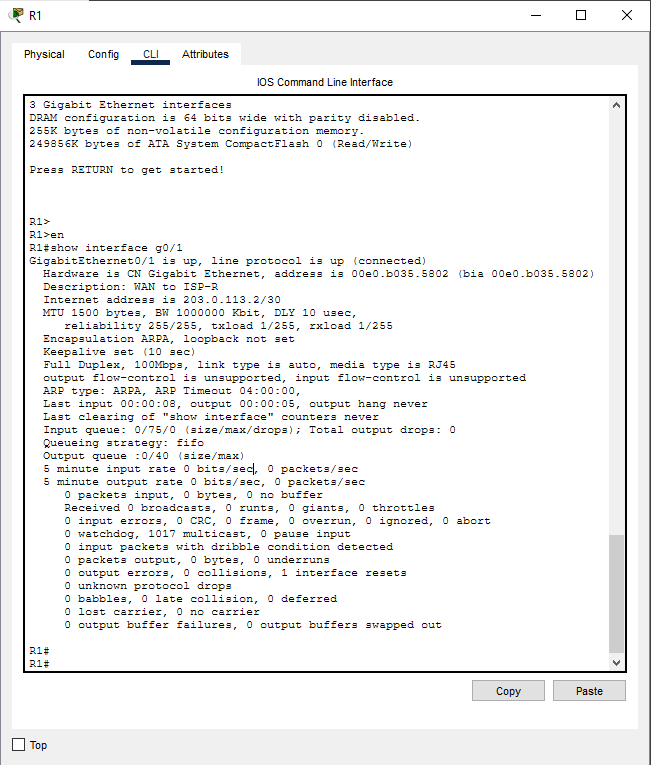 R1
Physical Config CLI Attributes
IOS Command Line Interface
3 Gigabit Ethernet interfaces
DRAM configuration is 64 bits wide with parity disabled.
255K bytes of non-volatile configuration memory.
249856K bytes of ATA System CompactFlash 0 (Read/Write)
Press RETURN to get started!
R1>
R1>en
R1#show interface g0/1
GigabitEthernet0/1 is up, line protocol is up (connected)
Hardware is CN Gigabit Ethernet, address is 00e0.b035.5802 (bia 00e0.b035.5802)
Description: WAN to ISP-R
Internet address is 203.0.113.2/30
MTU 1500 bytes, BW 1000000 Kbit, DLY 10 usec,
reliability 255/255, txload 1/255, rxload 1/255
Encapsulation ARPA, loopback not set
Keepalive set (10 sec)
Full Duplex, 100Mbps, link type is auto, media type is RJ45
output flow-control is unsupported, input flow-control is unsupported
ARP type: ARPA, ARP Timeout 04:00:00,
Last input 00:00:08, output 00:00:05, output hang never
Last clearing of "show interface" counters never
Input queue: 0/75/0 (size/max/drops); Total output drops: 0
Queueing strategy: fifo
Output queue :0/40 (size/max)
5 minute input rate 0 bits/sec, 0 packets/sec
5 minute output rate 0 bits/sec, 0 packets/sec
0 packets input, 0 bytes, 0 no buffer
Received 0 broadcasts, 0 runts, 0 giants, 0 throttles
0 input errors, 0 CRC, 0 frame, 0 overrun, 0 ignored, 0 abort
0 watchdog, 1017 multicast, 0 pause input
0 input packets with dribble condition detected
0 packets output, 0 bytes, 0 underruns
0 output errors, 0 collisions, 1 interface resets
0 unknown protocol drops
0 babbles, 0 late collision, 0 deferred
0 lost carrier, 0 no carrier
0 output buffer failures, 0 output buffers swapped out
R1#
R1#
Copy Paste
Top